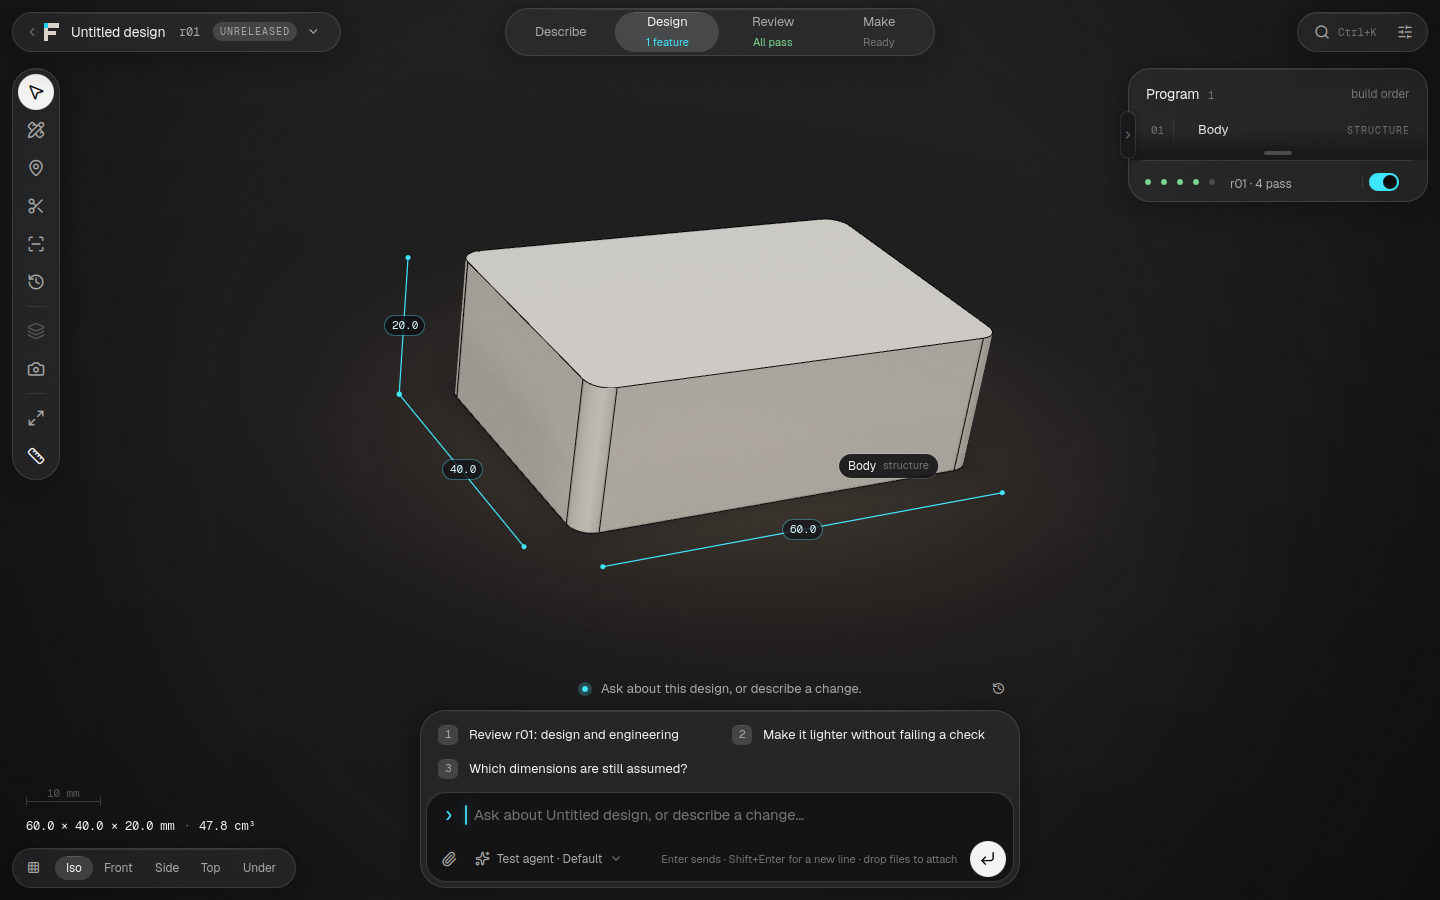 Untitled design r01 UNRELEASED
Describe
Design
1 feature
Review
All pass
Make
Ready
Ctrl+K
Program 1 build order
01 Body STRUCTURE
r01 · 4 pass
20.0
40.0
60.0
Body structure
Ask about this design, or describe a change.
1 Review r01: design and engineering
2 Make it lighter without failing a check
3 Which dimensions are still assumed?
Ask about Untitled design, or describe a change...
Test agent · Default
Enter sends · Shift+Enter for a new line · drop files to attach
10 mm
60.0 × 40.0 × 20.0 mm · 47.8 cm³
Iso Front Side Top Under